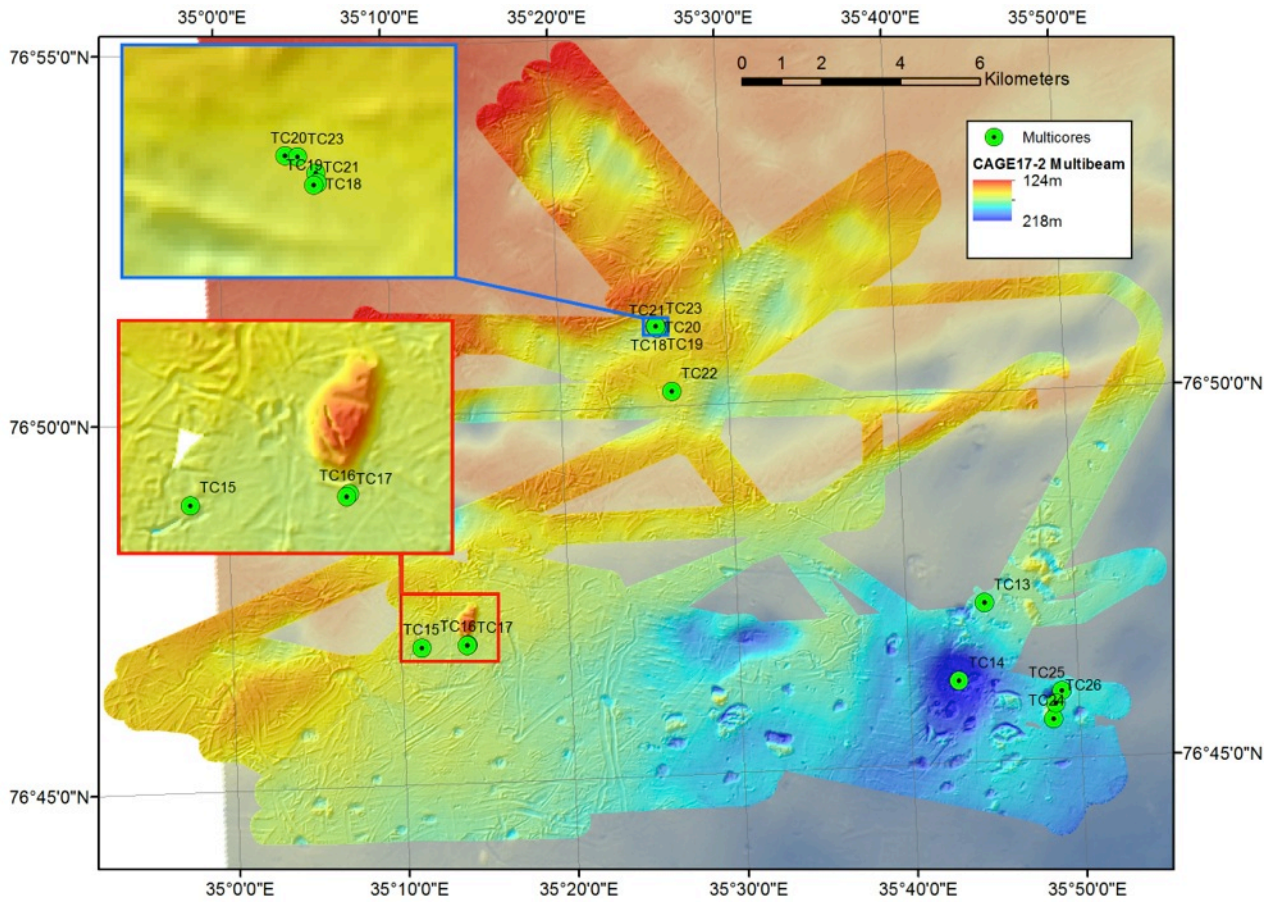 35°0'0"E 35°10'0"E 35°20'0"E 35°30'0"E 35°40'0"E 35°50'0"E
76°55'0"N
0 1 2 4 6
Kilometers
Multicores
CAGE17-2 Multibeam
124m
218m
TC20 TC23
TC19 TC21
TC18
TC21 TC23
TC20
TC18 TC19
TC22
76°50'0"N
76°50'0"N
TC16 TC17
TC15
TC13
TC15 TC16 TC17
TC14
TC25
TC26
TC24
76°45'0"N
76°45'0"N
35°0'0"E 35°10'0"E 35°20'0"E 35°30'0"E 35°40'0"E 35°50'0"E